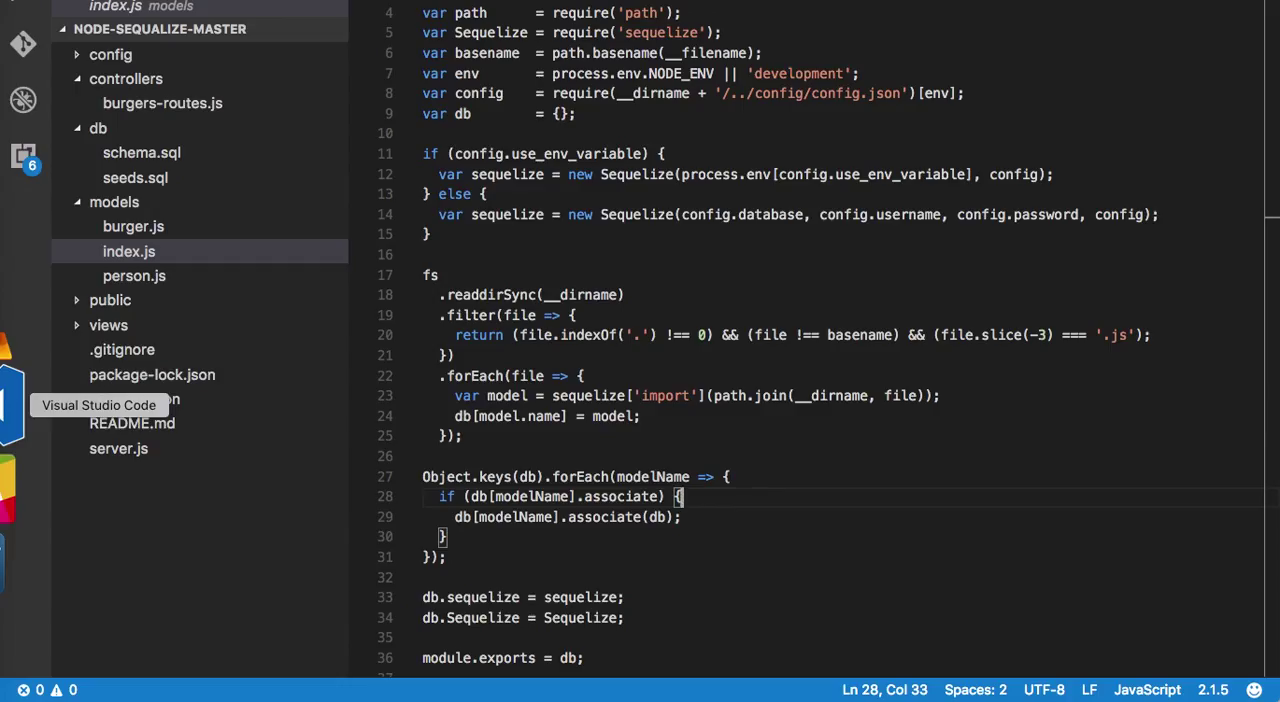 index.js models
NODE-SEQUALIZE-MASTER
config
controllers
burgers-routes.js
db
schema.sql
seeds.sql
models
burger.js
index.js
person.js
public
views
.gitignore
package-lock.json
on
README.md
server.js
Visual Studio Code
6
4 var path = require('path');
5 var Sequelize = require('sequelize');
6 var basename = path.basename(__filename);
7 var env = process.env.NODE_ENV || 'development';
8 var config = require(__dirname + '/../config/config.json')[env];
9 var db = {};
10
11 if (config.use_env_variable) {
12 var sequelize = new Sequelize(process.env[config.use_env_variable], config);
13 } else {
14 var sequelize = new Sequelize(config.database, config.username, config.password, config);
15 }
16
17 fs
18 .readdirSync(__dirname)
19 .filter(file => {
20 return (file.indexOf('.') !== 0) && (file !== basename) && (file.slice(-3) === '.js');
21 })
22 .forEach(file => {
23 var model = sequelize['import'](path.join(__dirname, file));
24 db[model.name] = model;
25 });
26
27 Object.keys(db).forEach(modelName => {
28 if (db[modelName].associate) {
29 db[modelName].associate(db);
30 }
31 });
32
33 db.sequelize = sequelize;
34 db.Sequelize = Sequelize;
35
36 module.exports = db;
37
0 0 Ln 28, Col 33 Spaces: 2 UTF-8 LF JavaScript 2.1.5